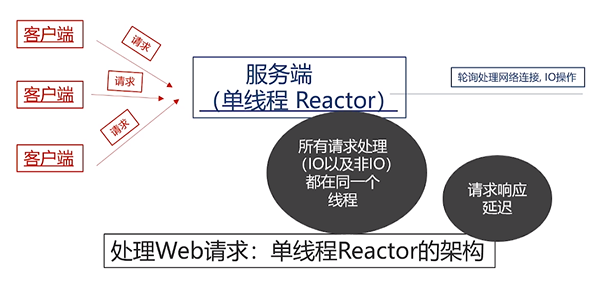 客户端
请求
客户端
请求
客户端
请求
服务端
（单线程 Reactor）
轮询处理网络连接, IO操作
所有请求处理
（IO以及非IO）
都在同一个
线程
请求响应
延迟
处理Web请求：单线程Reactor的架构